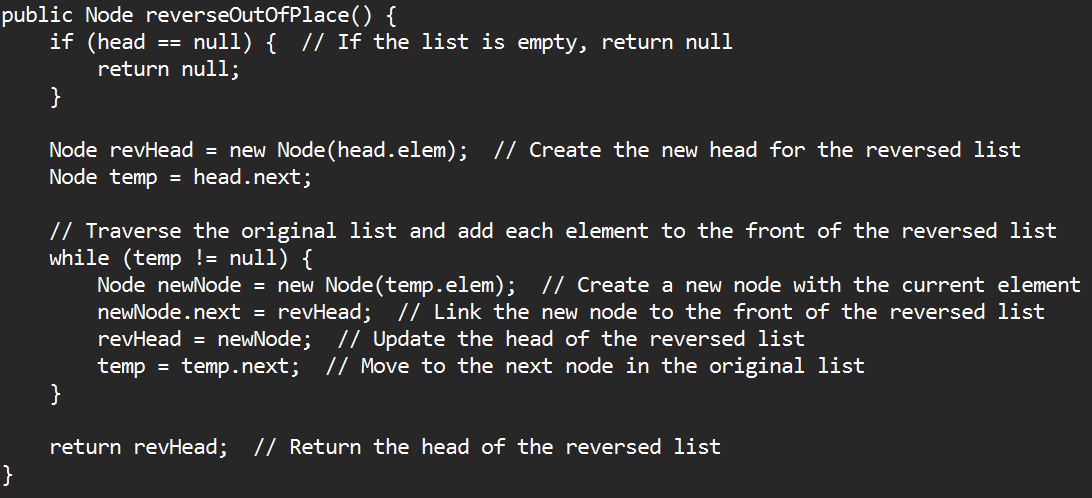 public Node reverseOutOfPlace() {
    if (head == null) {  // If the list is empty, return null
        return null;
    }

    Node revHead = new Node(head.elem);  // Create the new head for the reversed list
    Node temp = head.next;

    // Traverse the original list and add each element to the front of the reversed list
    while (temp != null) {
        Node newNode = new Node(temp.elem);  // Create a new node with the current element
        newNode.next = revHead;  // Link the new node to the front of the reversed list
        revHead = newNode;  // Update the head of the reversed list
        temp = temp.next;  // Move to the next node in the original list
    }

    return revHead;  // Return the head of the reversed list
}